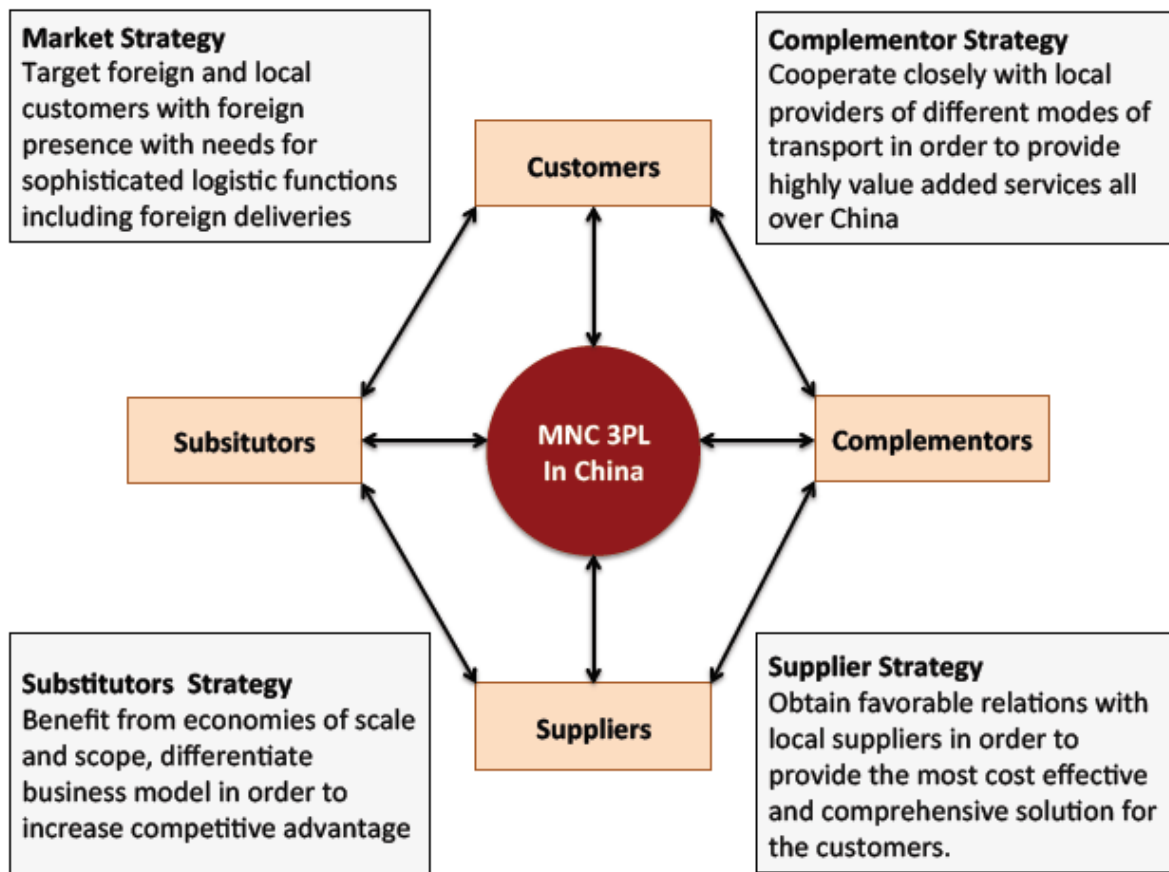 Market Strategy
Target foreign and local
customers with foreign
presence with needs for
sophisticated logistic functions
including foreign deliveries
Complementor Strategy
Cooperate closely with local
providers of different modes of
transport in order to provide
highly value added services all
over China
Customers
Subsitutors
MNC 3PL
In China
Complementors
Suppliers
Substitutors Strategy
Benefit from economies of scale
and scope, differentiate
business model in order to
increase competitive advantage
Supplier Strategy
Obtain favorable relations with
local suppliers in order to
provide the most cost effective
and comprehensive solution for
the customers.